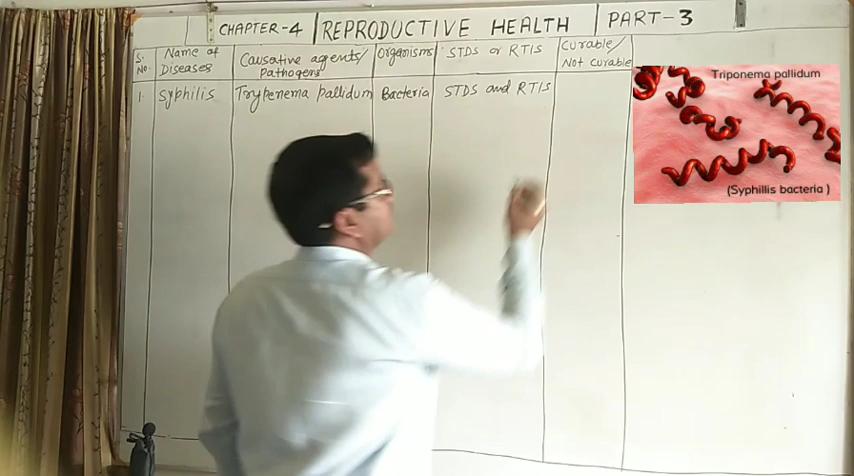 CHAPTER-4 | REPRODUCTIVE HEALTH | PART-3
S. No. | Name of Diseases | Causative agents/ Pathogens | Organisms | STDS or RTIS | Curable/ Not curable
1. | Syphilis | Trypenema pallidum | Bacteria | STDS and RTIS
Triponema pallidum
(Syphillis bacteria )